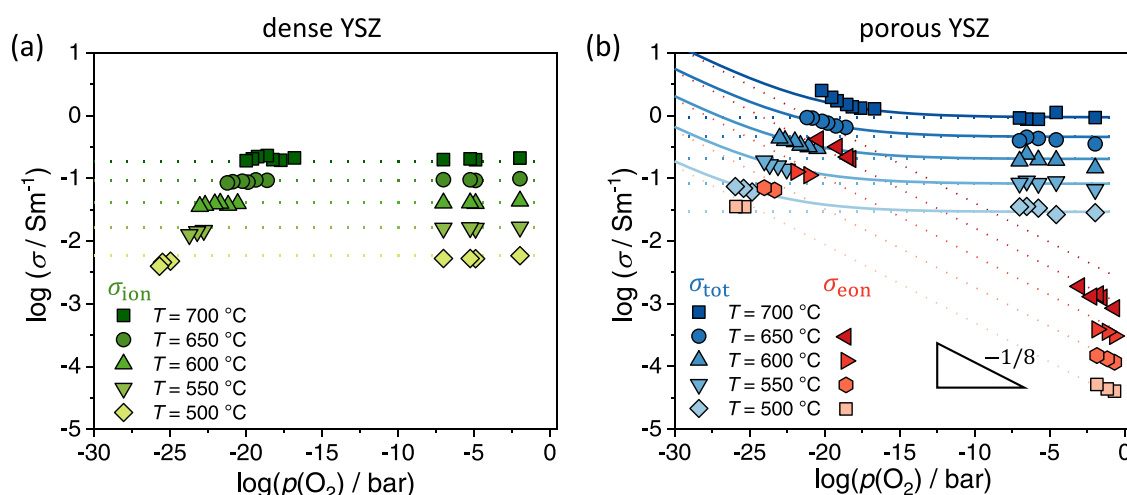 dense YSZ
porous YSZ
(a)
(b)
log (σ / Sm⁻¹)
1
0
-1
-2
-3
-4
-5
σion
T = 700 °C
T = 650 °C
T = 600 °C
T = 550 °C
T = 500 °C
-30
-25
-20
-15
-10
-5
0
log(p(O₂) / bar)
log (σ / Sm⁻¹)
1
0
-1
-2
-3
-4
-5
σtot
σeon
T = 700 °C
T = 650 °C
T = 600 °C
T = 550 °C
T = 500 °C
−1/8
-30
-25
-20
-15
-10
-5
0
log(p(O₂) / bar)